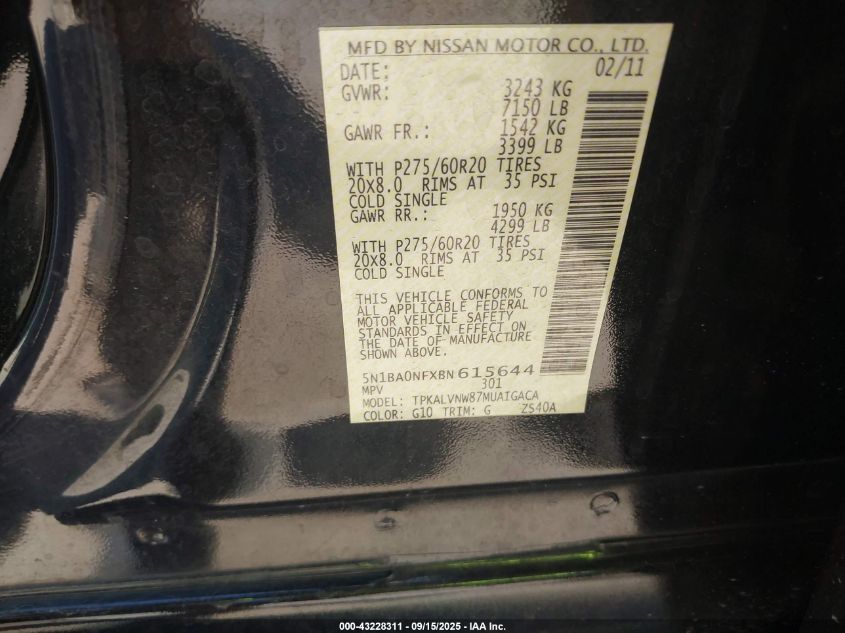 MFD BY NISSAN MOTOR CO., LTD.
DATE: 02/11
GVWR: 3243 KG
7150 LB
GAWR FR.: 1542 KG
3399 LB
WITH P275/60R20 TIRES
20X8.0 RIMS AT 35 PSI
COLD SINGLE
GAWR RR.: 1950 KG
4299 LB
WITH P275/60R20 TIRES
20X8.0 RIMS AT 35 PSI
COLD SINGLE
THIS VEHICLE CONFORMS TO
ALL APPLICABLE FEDERAL
MOTOR VEHICLE SAFETY
STANDARDS IN EFFECT ON
THE DATE OF MANUFACTURE
SHOWN ABOVE.
5N1BA0NFXBN615644
MPV 301
MODEL: TPKALVNW87MUAIGACA
COLOR: G10 TRIM: G ZS40A
000-43228311 - 09/15/2025 - IAA Inc.